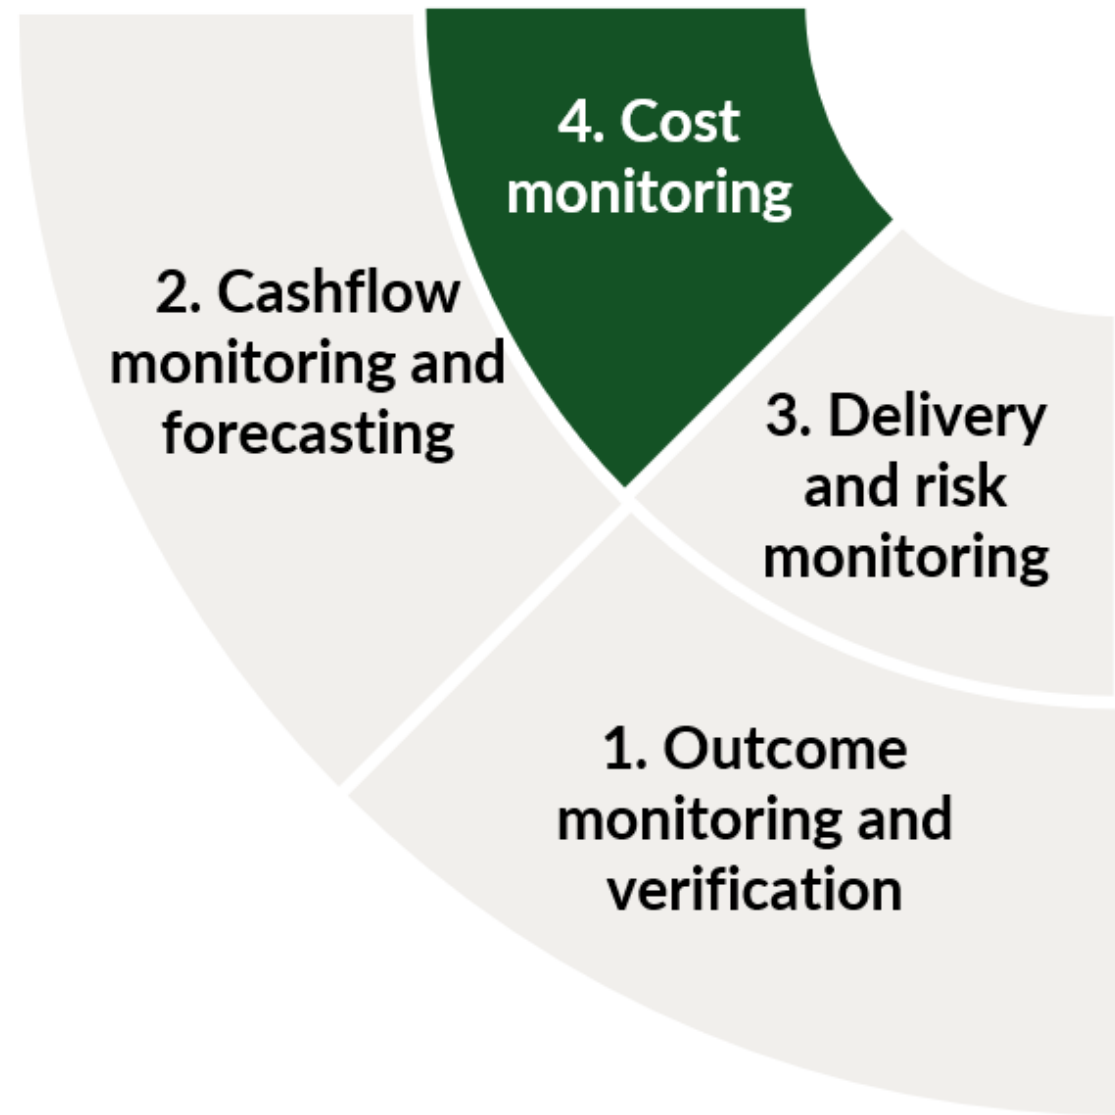 4. Cost
monitoring
2. Cashflow
monitoring and
forecasting
3. Delivery
and risk
monitoring
1. Outcome
monitoring and
verification